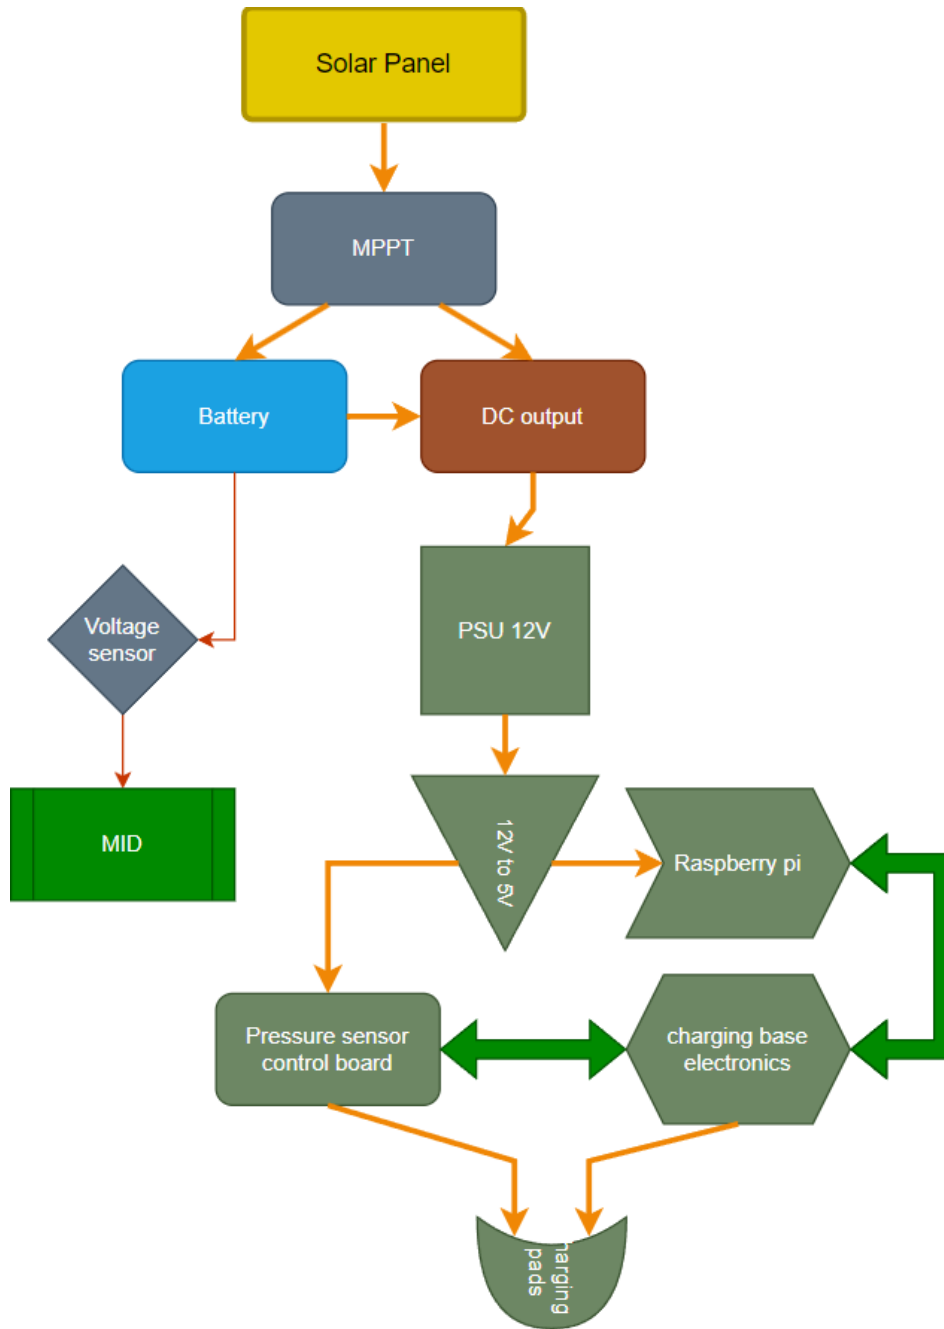 Solar Panel
MPPT
Battery
DC output
Voltage
sensor
PSU 12V
MID
12V to 5V
Raspberry pi
Pressure sensor
control board
charging base
electronics
harging
pads